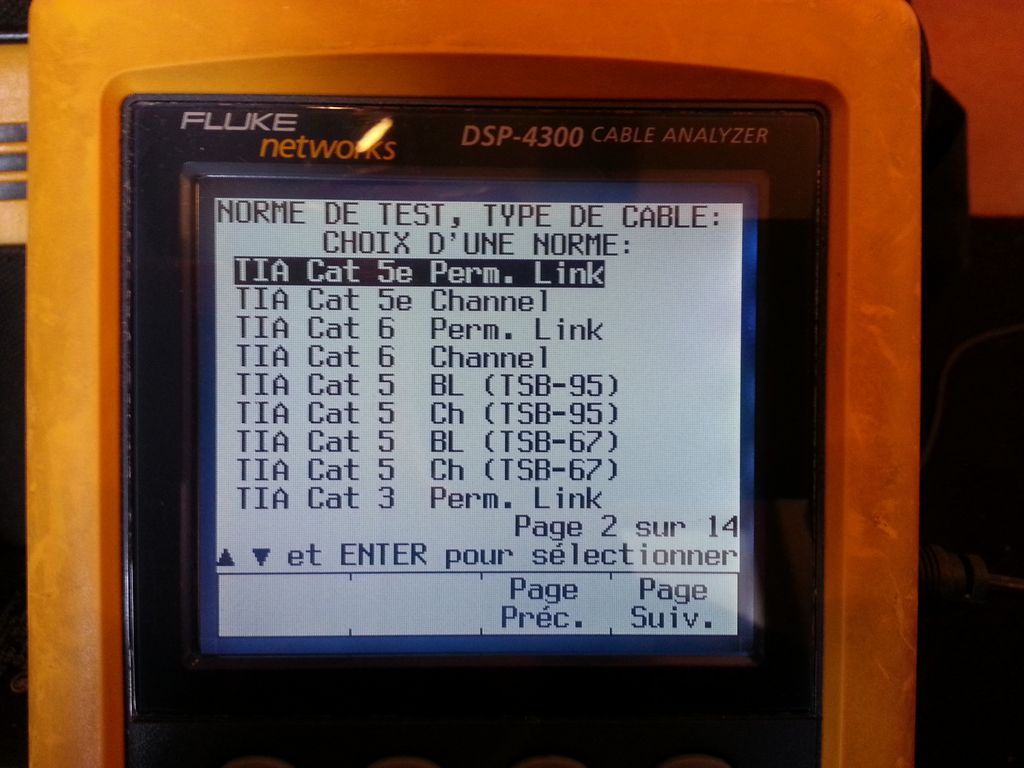 FLUKE
networks
DSP-4300 CABLE ANALYZER
NORME DE TEST, TYPE DE CABLE:
CHOIX D'UNE NORME:
TIA Cat 5e Perm. Link
TIA Cat 5e Channel
TIA Cat 6 Perm. Link
TIA Cat 6 Channel
TIA Cat 5 BL (TSB-95)
TIA Cat 5 Ch (TSB-95)
TIA Cat 5 BL (TSB-67)
TIA Cat 5 Ch (TSB-67)
TIA Cat 3 Perm. Link
Page 2 sur 14
▲ ▼ et ENTER pour sélectionner
Page Préc.
Page Suiv.